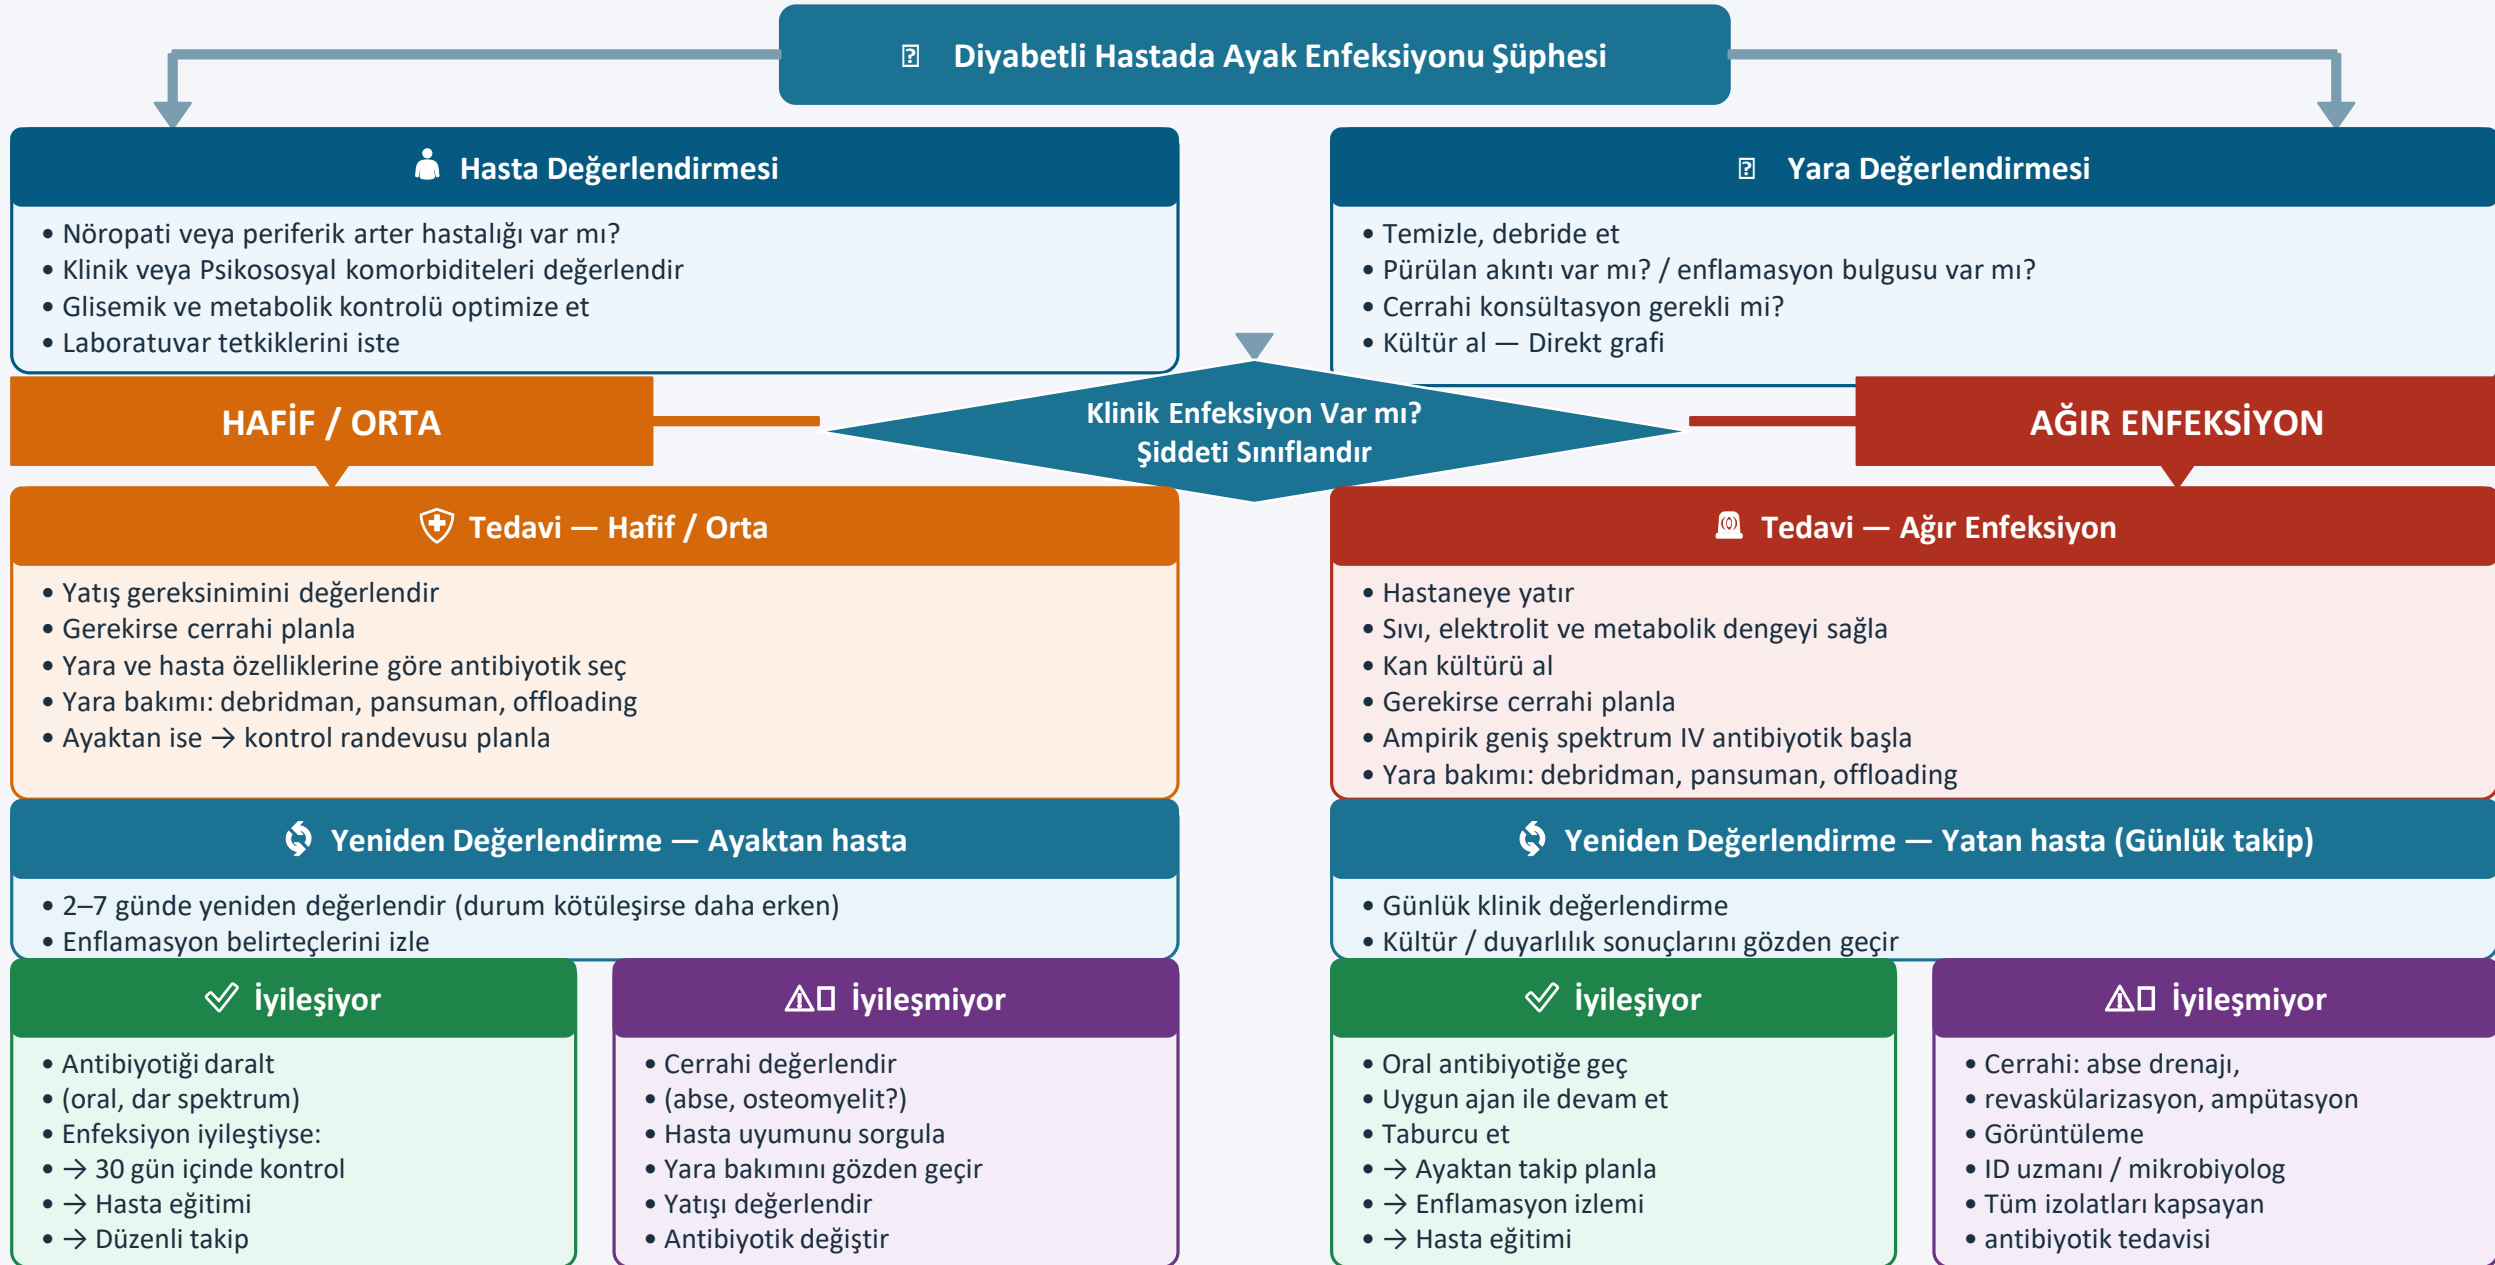 Diyabetli Hastada Ayak Enfeksiyonu Şüphesi
Hasta Değerlendirmesi
• Nöropati veya periferik arter hastalığı var mı?
• Klinik veya Psikososyal komorbiditeleri değerlendir
• Glisemik ve metabolik kontrolü optimize et
• Laboratuvar tetkiklerini iste
Yara Değerlendirmesi
• Temizle, debride et
• Pürülan akıntı var mı? / enflamasyon bulgusu var mı?
• Cerrahi konsültasyon gerekli mi?
• Kültür al — Direkt grafi
Klinik Enfeksiyon Var mı?
Şiddeti Sınıflandır
HAFİF / ORTA
AĞIR ENFEKSİYON
Tedavi — Hafif / Orta
• Yatış gereksinimini değerlendir
• Gerekirse cerrahi planla
• Yara ve hasta özelliklerine göre antibiyotik seç
• Yara bakımı: debridman, pansuman, offloading
• Ayaktan ise → kontrol randevusu planla
Tedavi — Ağır Enfeksiyon
• Hastaneye yatır
• Sıvı, elektrolit ve metabolik dengeyi sağla
• Kan kültürü al
• Gerekirse cerrahi planla
• Ampirik geniş spektrum IV antibiyotik başla
• Yara bakımı: debridman, pansuman, offloading
Yeniden Değerlendirme — Ayaktan hasta
• 2–7 günde yeniden değerlendir (durum kötüleşirse daha erken)
• Enflamasyon belirteçlerini izle
Yeniden Değerlendirme — Yatan hasta (Günlük takip)
• Günlük klinik değerlendirme
• Kültür / duyarlılık sonuçlarını gözden geçir
İyileşiyor
• Antibiyotiği daralt
• (oral, dar spektrum)
• Enfeksiyon iyileştiyse:
• → 30 gün içinde kontrol
• → Hasta eğitimi
• → Düzenli takip
İyileşmiyor
• Cerrahi değerlendir
• (abse, osteomyelit?)
• Hasta uyumunu sorgula
• Yara bakımını gözden geçir
• Yatışı değerlendir
• Antibiyotik değiştir
İyileşiyor
• Oral antibiyotiğe geç
• Uygun ajan ile devam et
• Taburcu et
• → Ayaktan takip planla
• → Enflamasyon izlemi
• → Hasta eğitimi
İyileşmiyor
• Cerrahi: abse drenajı,
• revaskülarizasyon, ampütasyon
• Görüntüleme
• ID uzmanı / mikrobiyolog
• Tüm izolatları kapsayan
• antibiyotik tedavisi